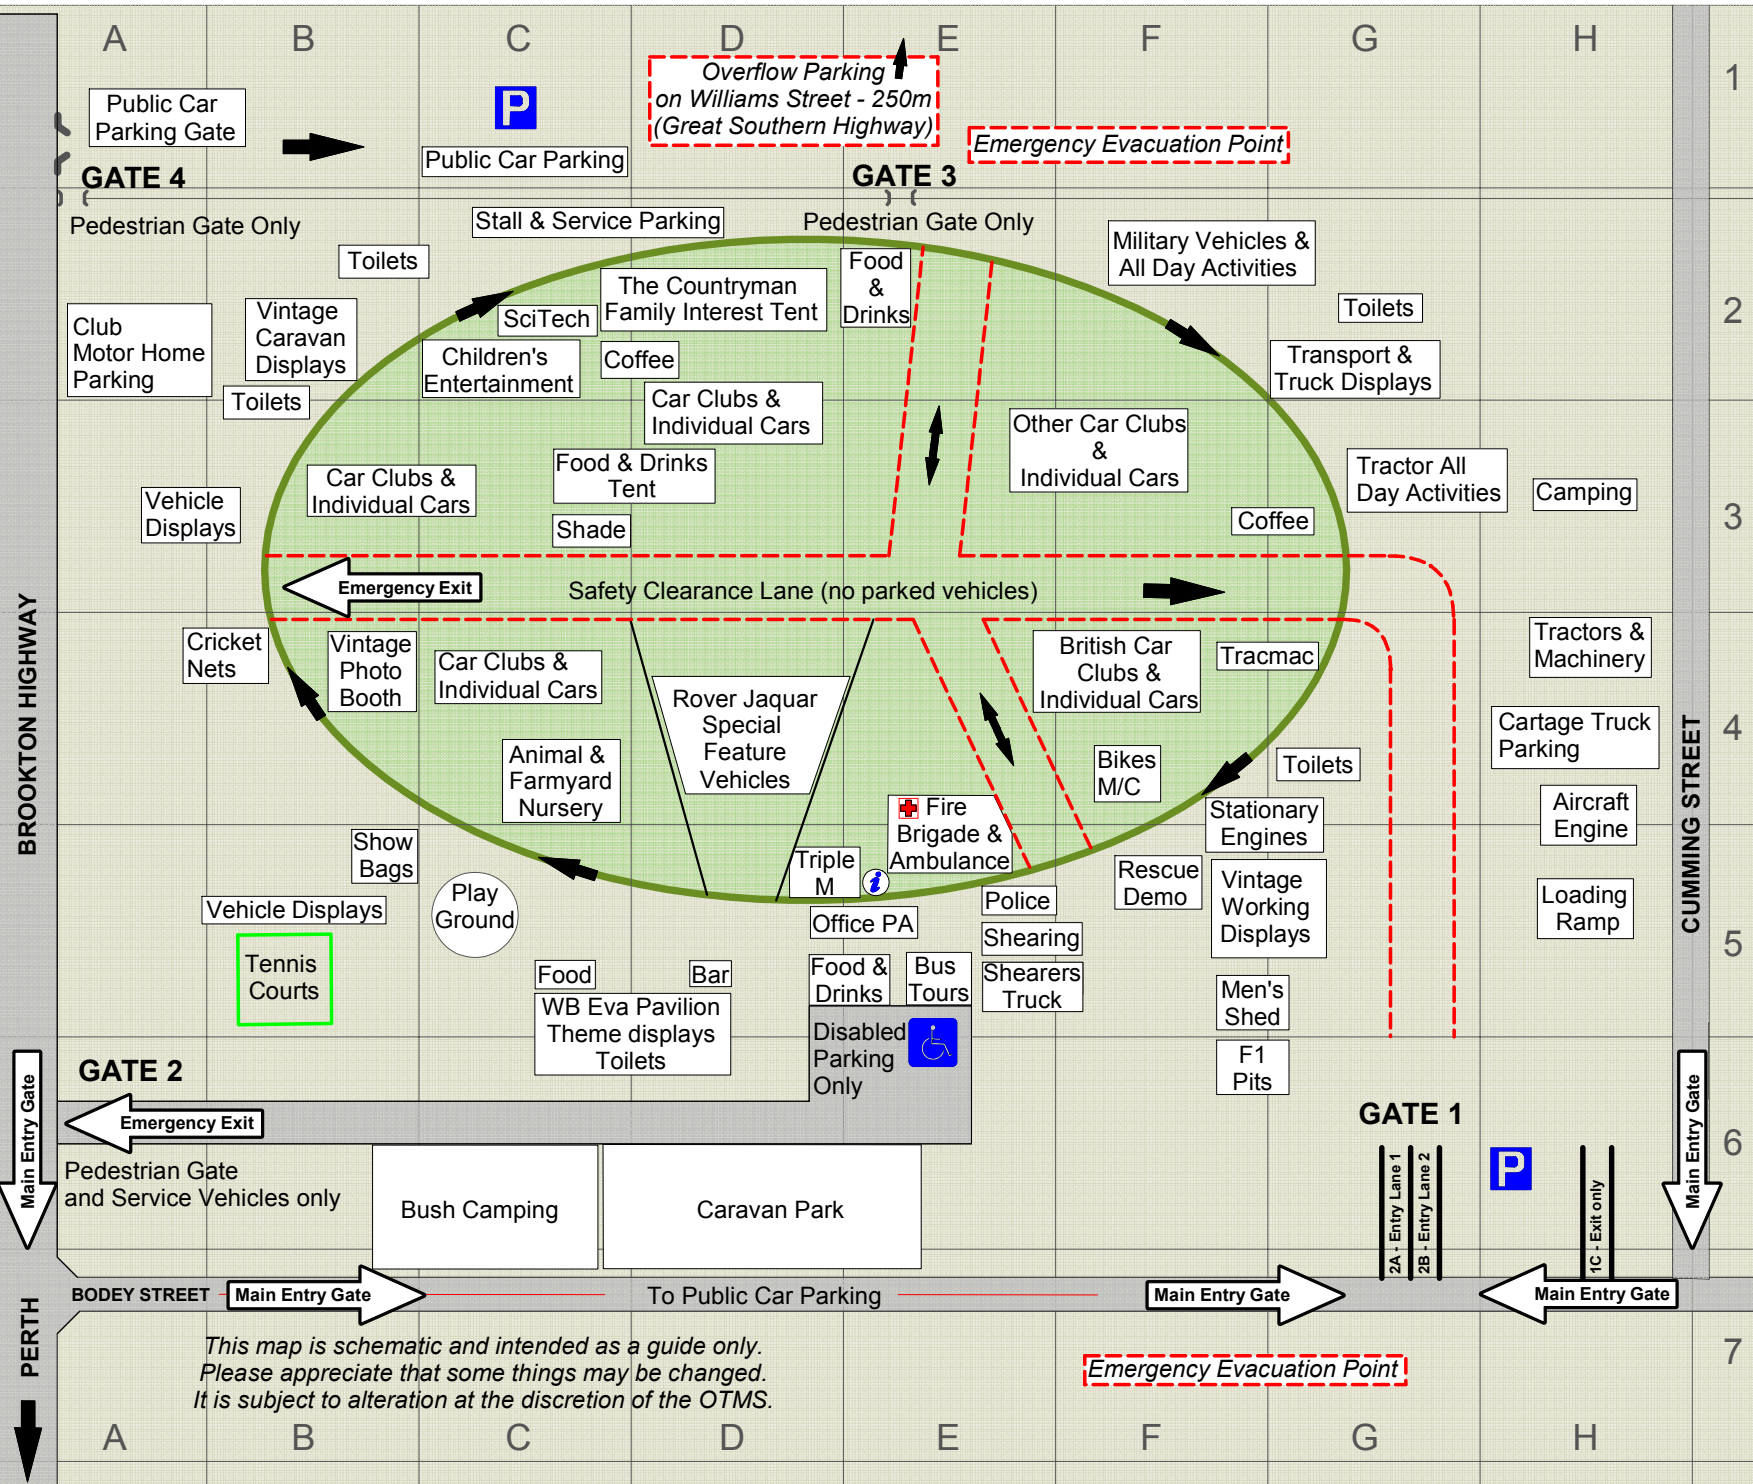 A
B
C
D
E
F
G
H
1
Public Car
Parking Gate
P
Public Car Parking
Overflow Parking
on Williams Street - 250m
(Great Southern Highway)
Emergency Evacuation Point
GATE 4
GATE 3
Pedestrian Gate Only
Stall & Service Parking
Pedestrian Gate Only
Toilets
Food
&
Drinks
Military Vehicles &
All Day Activities
The Countryman
Family Interest Tent
SciTech
Toilets
2
Club
Motor Home
Parking
Vintage
Caravan
Displays
Children's
Entertainment
Coffee
Transport &
Truck Displays
Toilets
Car Clubs &
Individual Cars
Other Car Clubs
&
Individual Cars
Food & Drinks
Tent
Car Clubs &
Individual Cars
Tractor All
Day Activities
Camping
Vehicle
Displays
Shade
Coffee
3
Emergency Exit
Safety Clearance Lane (no parked vehicles)
BROOKTON HIGHWAY
Cricket
Nets
Vintage
Photo
Booth
Car Clubs &
Individual Cars
British Car
Clubs &
Individual Cars
Tracmac
Tractors &
Machinery
Rover Jaquar
Special
Feature
Vehicles
Cartage Truck
Parking
4
CUMMING STREET
Animal &
Farmyard
Nursery
Bikes
M/C
Toilets
Fire
Brigade &
Ambulance
Stationary
Engines
Aircraft
Engine
Show
Bags
Triple
M
i
Rescue
Demo
Vintage
Working
Displays
Loading
Ramp
Play
Ground
Vehicle Displays
Office PA
Police
Shearing
5
Tennis
Courts
Food
Bar
Food &
Drinks
Bus
Tours
Shearers
Truck
Men's
Shed
WB Eva Pavilion
Theme displays
Toilets
Disabled
Parking
Only
F1
Pits
GATE 2
Main Entry Gate
Emergency Exit
GATE 1
Main Entry Gate
6
Pedestrian Gate
and Service Vehicles only
Bush Camping
Caravan Park
2A - Entry Lane 1
2B - Entry Lane 2
P
1C - Exit only
BODEY STREET
Main Entry Gate
To Public Car Parking
Main Entry Gate
Main Entry Gate
PERTH
This map is schematic and intended as a guide only.
Please appreciate that some things may be changed.
It is subject to alteration at the discretion of the OTMS.
Emergency Evacuation Point
7
A
B
C
D
E
F
G
H